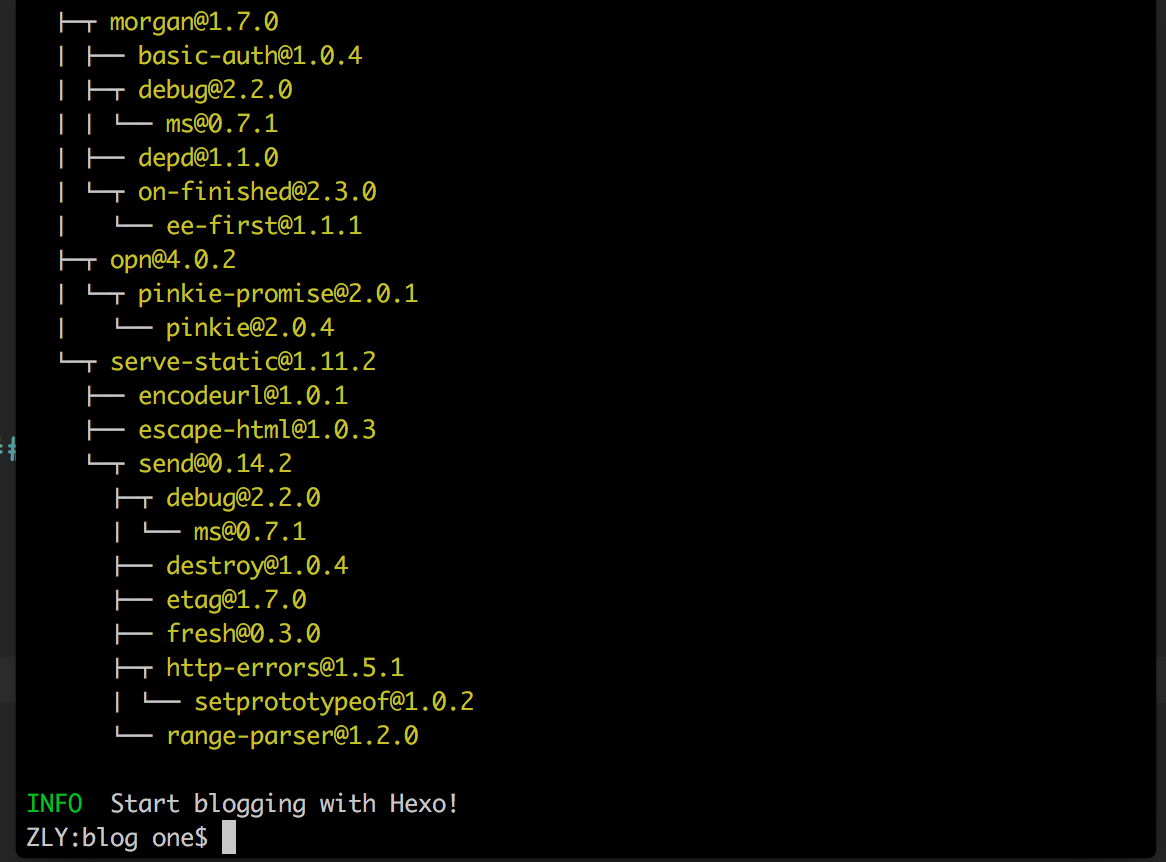 ├─┬ morgan@1.7.0
│ ├── basic-auth@1.0.4
│ ├─┬ debug@2.2.0
│ │ └── ms@0.7.1
│ ├── depd@1.1.0
│ └─┬ on-finished@2.3.0
│   └── ee-first@1.1.1
├─┬ opn@4.0.2
│ └─┬ pinkie-promise@2.0.1
│   └── pinkie@2.0.4
└─┬ serve-static@1.11.2
  ├── encodeurl@1.0.1
  ├── escape-html@1.0.3
  └─┬ send@0.14.2
    ├─┬ debug@2.2.0
    │ └── ms@0.7.1
    ├── destroy@1.0.4
    ├── etag@1.7.0
    ├── fresh@0.3.0
    ├─┬ http-errors@1.5.1
    │ └── setprototypeof@1.0.2
    └── range-parser@1.2.0
INFO  Start blogging with Hexo!
ZLY:blog one$